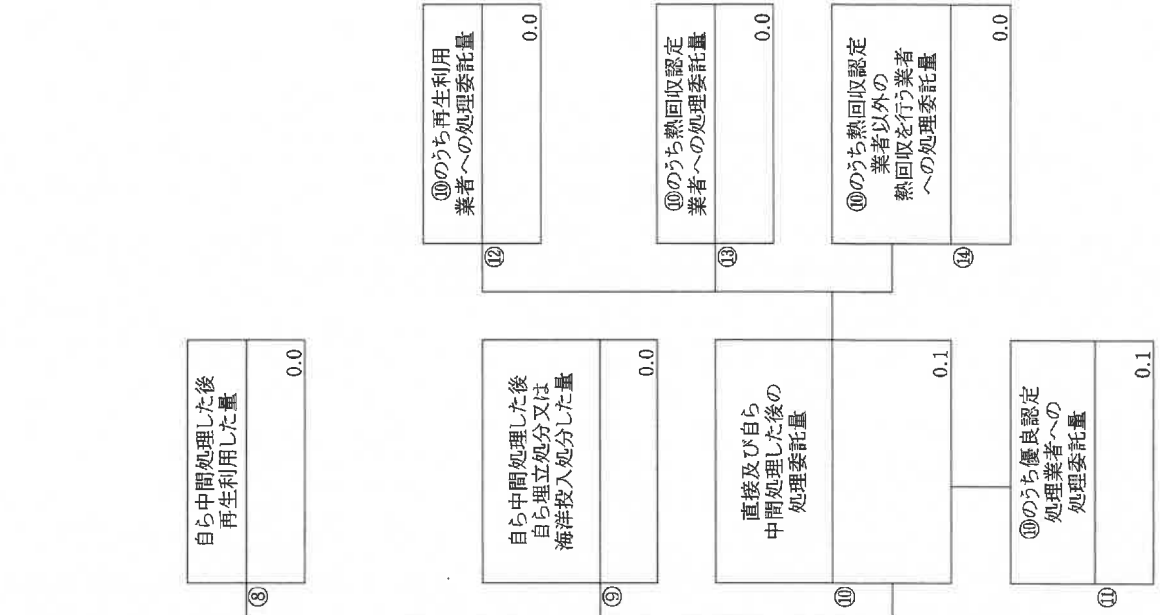 ⑧
自ら中間処理した後
再生利用した量
0.0
⑨
自ら中間処理した後
自ら埋立処分又は
海洋投入処分した量
0.0
⑩
直接及び自ら
中間処理した後の
処理委託量
0.1
⑪
⑩のうち優良認定
処理業者への
処理委託量
0.1
⑫
⑩のうち再生利用
業者への処理委託量
0.0
⑬
⑩のうち熱回収認定
業者への処理委託量
0.0
⑭
⑩のうち熱回収認定
業者以外の
熱回収を行う業者
への処理委託量
0.0